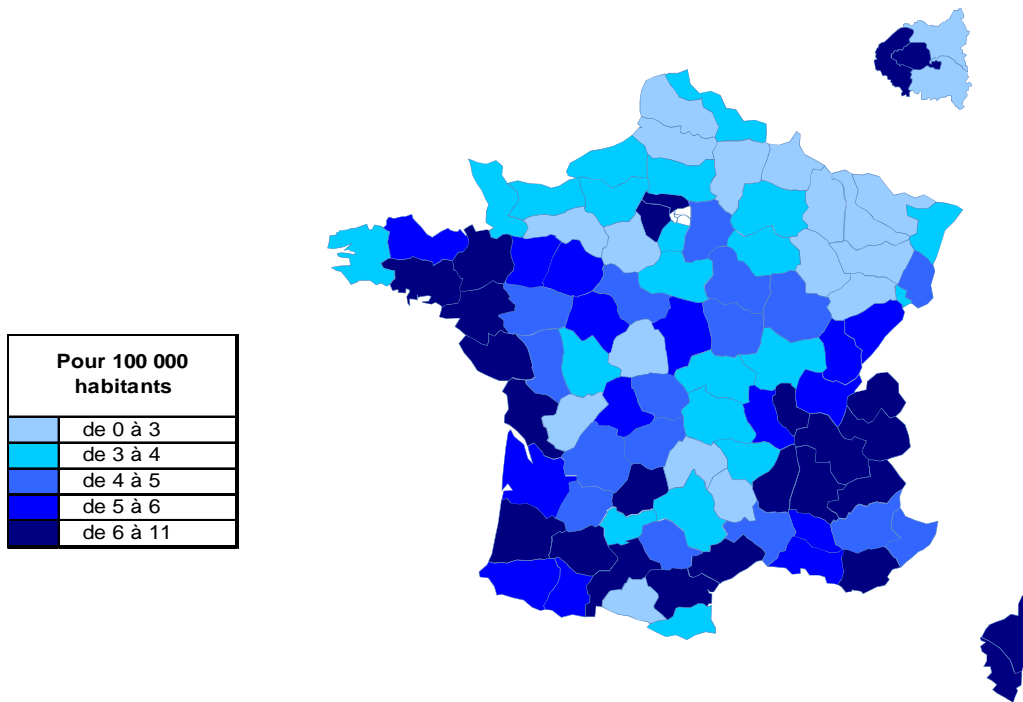 Pour 100 000
habitants
de 0 à 3
de 3 à 4
de 4 à 5
de 5 à 6
de 6 à 11